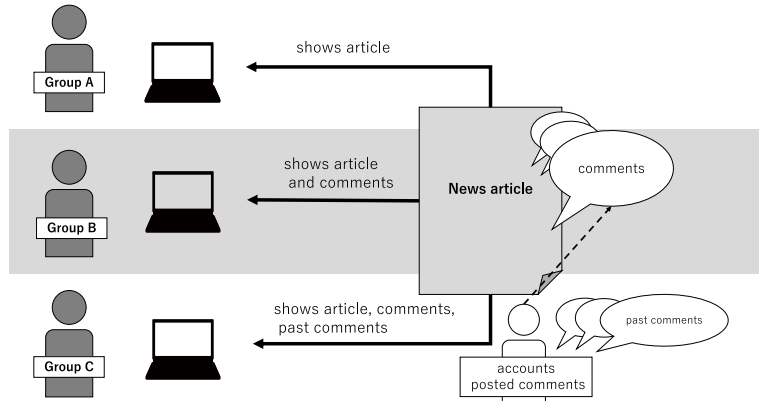 shows article
Group A
shows article
and comments
comments
News article
Group B
shows article, comments,
past comments
past comments
Group C
accounts
posted comments